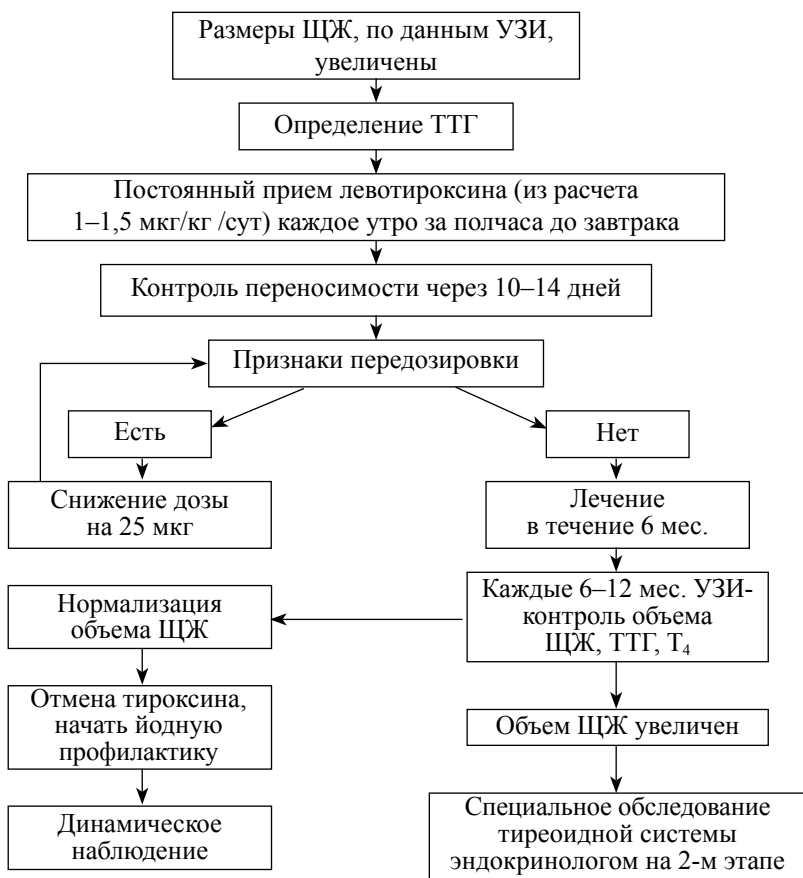 Размеры ЩЖ, по данным УЗИ,
увеличены
Определение ТТГ
Постоянный прием левотироксина (из расчета
1–1,5 мкг/кг /сут) каждое утро за полчаса до завтрака
Контроль переносимости через 10–14 дней
Признаки передозировки
Есть
Нет
Снижение дозы
на 25 мкг
Лечение
в течение 6 мес.
Нормализация
объема ЩЖ
Каждые 6–12 мес. УЗИ-
контроль объема
ЩЖ, ТТГ, Т₄
Отмена тироксина,
начать йодную
профилактику
Объем ЩЖ увеличен
Динамическое
наблюдение
Специальное обследование
тиреоидной системы
эндокринологом на 2-м этапе